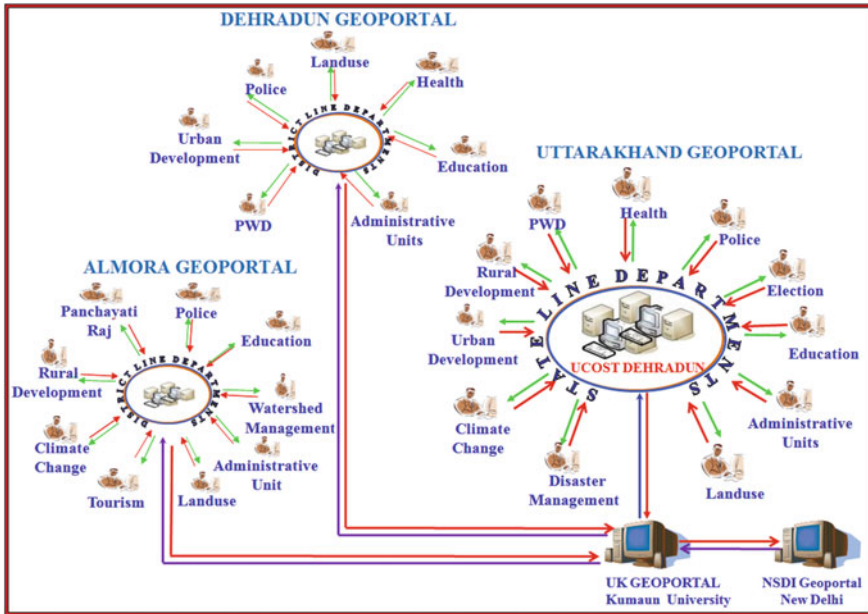 DEHRADUN GEOPORTAL
Landuse
Police
Health
Urban
Development
Education
PWD
Administrative
Units
DISTRICT LINE DEPARTMENTS
UTTARAKHAND GEOPORTAL
Health
PWD
Police
Rural
Development
Election
Urban
Development
Education
Climate
Change
Administrative
Units
Disaster
Management
Landuse
STATE LINE DEPARTMENTS
UCOST DEHRADUN
ALMORA GEOPORTAL
Panchayati
Raj
Police
Education
Rural
Development
Watershed
Management
Climate
Change
Administrative
Unit
Tourism
Landuse
DISTRICT LINE DEPARTMENTS
UK GEOPORTAL
Kumaun University
NSDI Geoportal
New Delhi